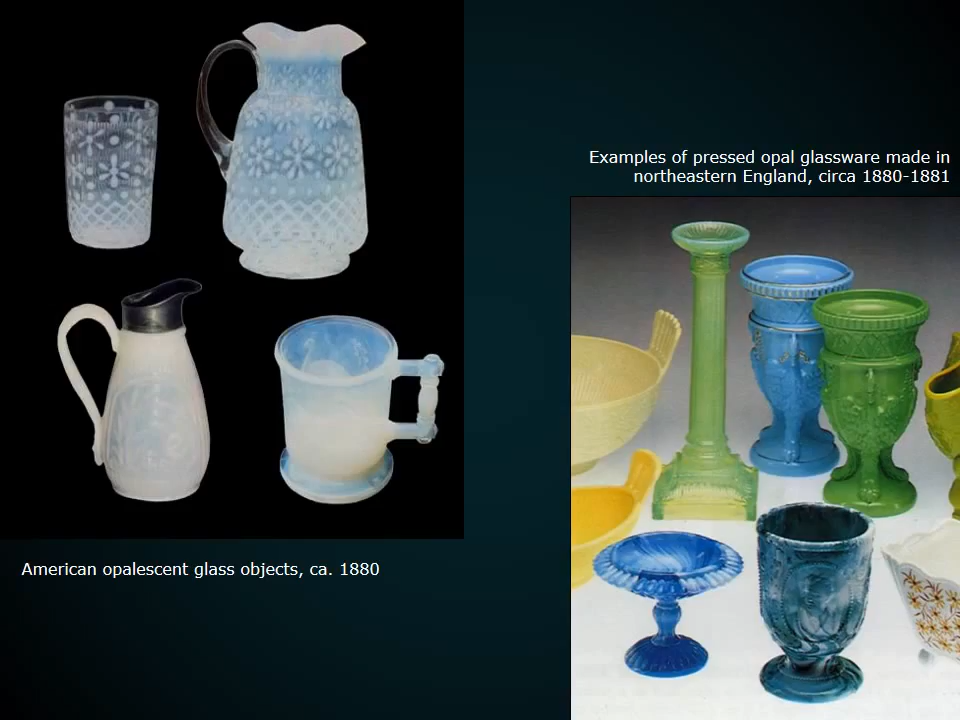 Examples of pressed opal glassware made in
northeastern England, circa 1880-1881
American opalescent glass objects, ca. 1880